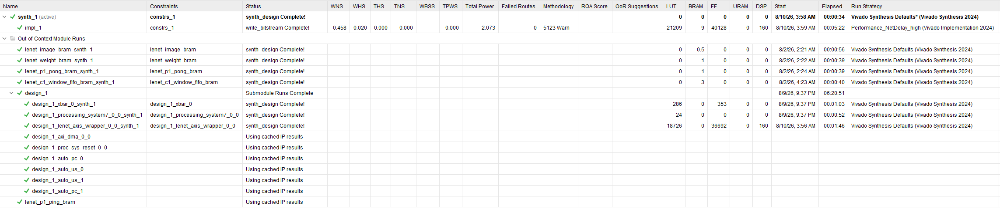 Name Constraints Status WNS WHS THS TNS WBSS TPWS Total Power Failed Routes Methodology RQA Score QoR Suggestions LUT BRAM FF URAM DSP Start Elapsed Run Strategy
synth_1 (active) constrs_1 synth_design Complete! 0 0 0 0 0 8/10/26, 3:58 AM 00:00:34 Vivado Synthesis Defaults* (Vivado Synthesis 2024)
impl_1 constrs_1 write_bitstream Complete! 0.458 0.020 0.000 0.000 0.000 2.073 0 5123 Warn 21209 9 40128 0 160 8/10/26, 3:59 AM 00:05:22 Performance_NetDelay_high (Vivado Implementation 2024)
Out-of-Context Module Runs
lenet_image_bram_synth_1 lenet_image_bram synth_design Complete! 0 0.5 0 0 0 8/2/26, 2:21 AM 00:00:56 Vivado Synthesis Defaults (Vivado Synthesis 2024)
lenet_weight_bram_synth_1 lenet_weight_bram synth_design Complete! 0 1 0 0 0 8/2/26, 2:22 AM 00:00:39 Vivado Synthesis Defaults (Vivado Synthesis 2024)
lenet_p1_pong_bram_synth_1 lenet_p1_pong_bram synth_design Complete! 0 1 0 0 0 8/2/26, 2:24 AM 00:00:39 Vivado Synthesis Defaults (Vivado Synthesis 2024)
lenet_c1_window_fifo_bram_synth_1 lenet_c1_window_fifo_bram synth_design Complete! 0 3 0 0 0 8/2/26, 4:23 AM 00:00:40 Vivado Synthesis Defaults (Vivado Synthesis 2024)
design_1 Submodule Runs Complete 8/9/26, 9:37 PM 06:20:51
design_1_xbar_0_synth_1 design_1_xbar_0 synth_design Complete! 286 0 353 0 0 8/9/26, 9:37 PM 00:01:03 Vivado Synthesis Defaults (Vivado Synthesis 2024)
design_1_processing_system7_0_0_synth_1 design_1_processing_system7_0_0 synth_design Complete! 24 0 0 0 0 8/9/26, 9:37 PM 00:00:52 Vivado Synthesis Defaults (Vivado Synthesis 2024)
design_1_lenet_axis_wrapper_0_0_synth_1 design_1_lenet_axis_wrapper_0_0 synth_design Complete! 18726 0 36692 0 160 8/10/26, 3:56 AM 00:01:46 Vivado Synthesis Defaults (Vivado Synthesis 2024)
design_1_axi_dma_0_0 Using cached IP results
design_1_proc_sys_reset_0_0 Using cached IP results
design_1_auto_pc_0 Using cached IP results
design_1_auto_us_0 Using cached IP results
design_1_auto_us_1 Using cached IP results
design_1_auto_pc_1 Using cached IP results
lenet_p1_ping_bram Using cached IP results